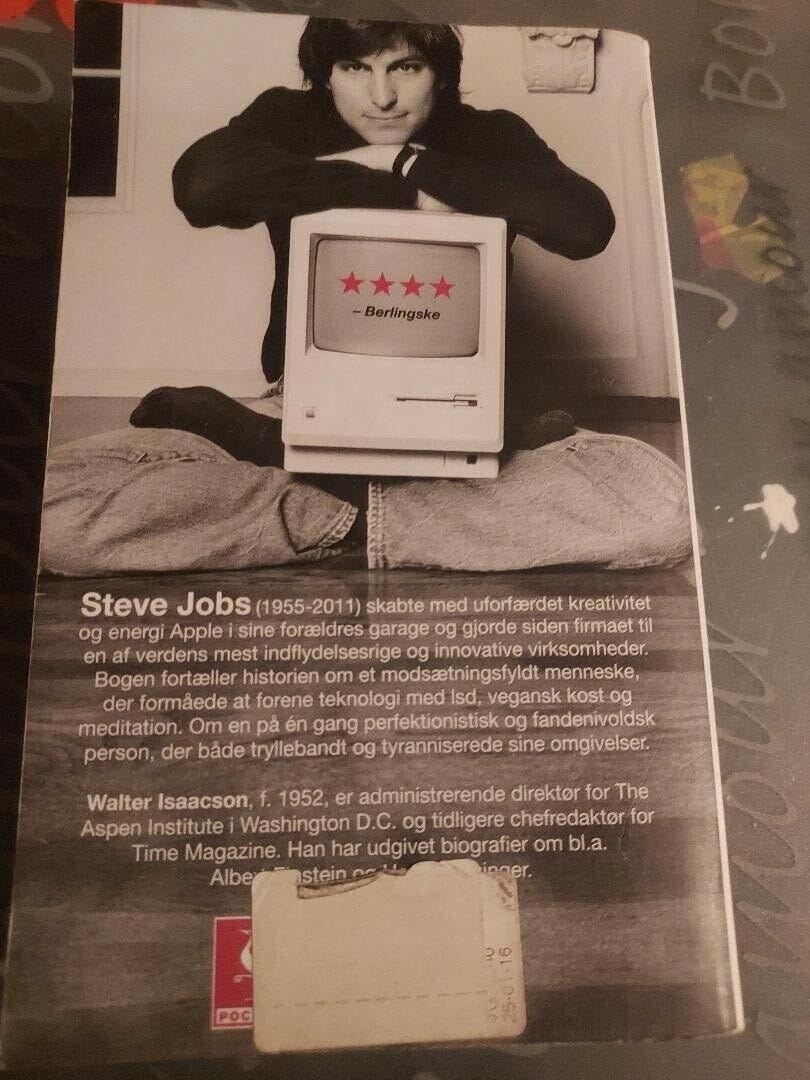 ★★★★
– Berlingske
Steve Jobs (1955-2011) skabte med uforfærdet kreativitet
og energi Apple i sine forældres garage og gjorde siden firmaet til
en af verdens mest indflydelsesrige og innovative virksomheder.
Bogen fortæller historien om et modsætningsfyldt menneske,
der formåede at forene teknologi med lsd, vegansk kost og
meditation. Om en på én gang perfektionistisk og fandenivoldsk
person, der både tryllebandt og tyranniserede sine omgivelser.
Walter Isaacson, f. 1952, er administrerende direktør for The
Aspen Institute i Washington D.C. og tidligere chefredaktør for
Time Magazine. Han har udgivet biografier om bl.a.
POC